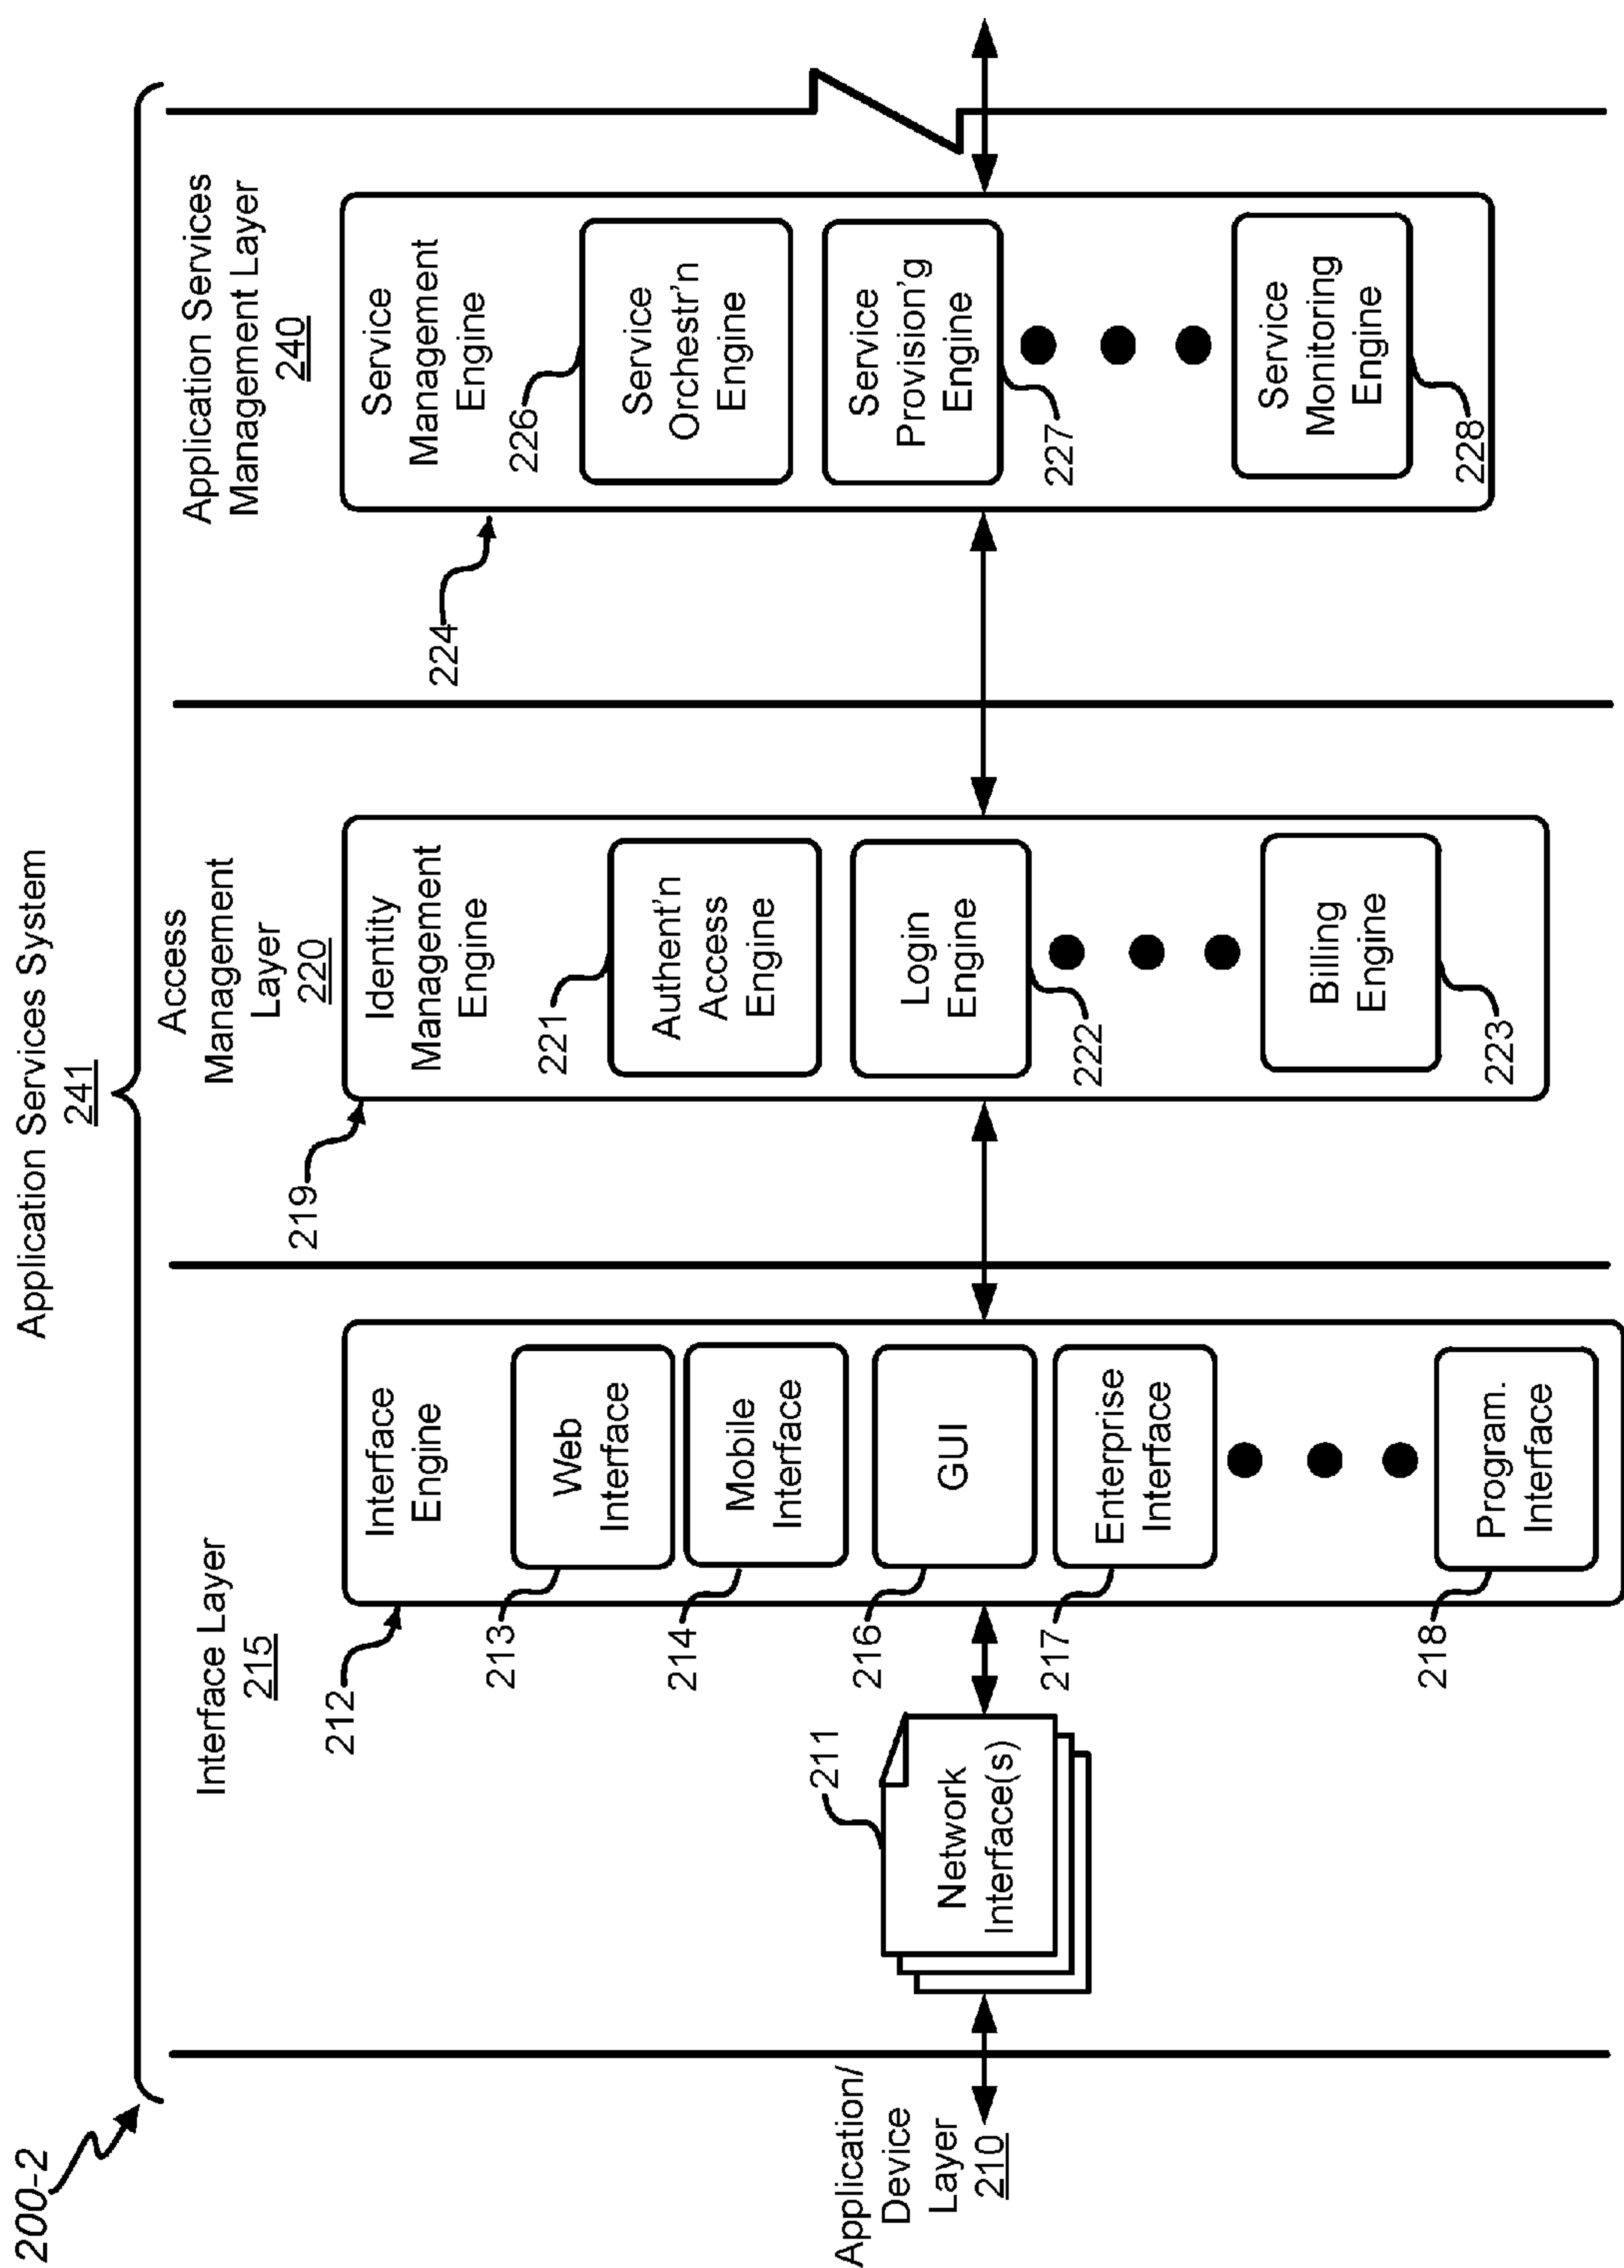 200-2
Application Services System
241
Application/
Device
Layer
210
Interface Layer
215
212
Interface
Engine
213
Web
Interface
214
Mobile
Interface
211
Network
Interface(s)
216
GUI
217
Enterprise
Interface
218
Program.
Interface
Access
Management
Layer
220
219
Identity
Management
Engine
221
Authent'n
Access
Engine
Login
Engine
222
Billing
Engine
223
Application Services
Management Layer
240
224
Service
Management
Engine
226
Service
Orchestr'n
Engine
Service
Provision'g
Engine
227
Service
Monitoring
Engine
228